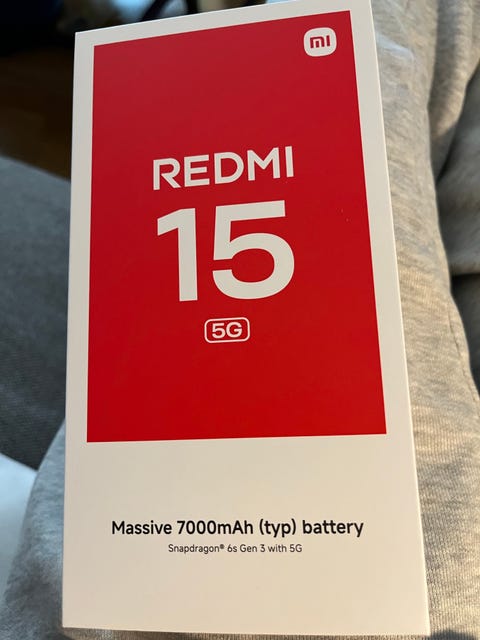 mi
REDMI
15
5G
Massive 7000mAh (typ) battery
Snapdragon® 6s Gen 3 with 5G